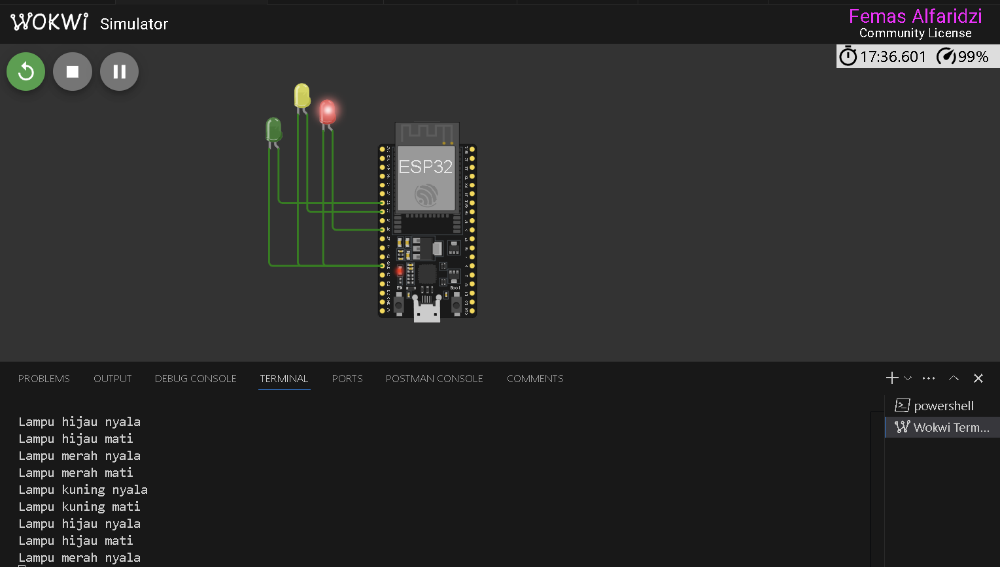 WOKWI Simulator
Femas Alfaridzi
Community License
17:36.601 99%
ESP32
EN
Boot
PROBLEMS OUTPUT DEBUG CONSOLE TERMINAL PORTS POSTMAN CONSOLE COMMENTS
powershell
Wokwi Term...
Lampu hijau nyala
Lampu hijau mati
Lampu merah nyala
Lampu merah mati
Lampu kuning nyala
Lampu kuning mati
Lampu hijau nyala
Lampu hijau mati
Lampu merah nyala